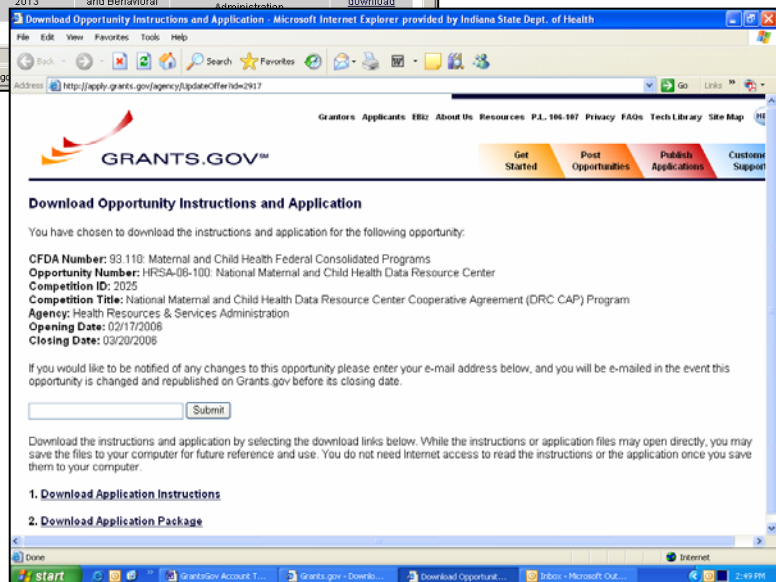 2013 and Behavioral Administration download
Download Opportunity Instructions and Application - Microsoft Internet Explorer provided by Indiana State Dept. of Health
File Edit View Favorites Tools Help
Back Search Favorites
Address http://apply.grants.gov/agency/UpdateOffer?id=2917 Go Links »
Grantors Applicants EBiz About Us Resources P.L. 106-107 Privacy FAQs Tech Library Site Map
GRANTS.GOV℠
Get Started Post Opportunities Publish Applications Custome Support
Download Opportunity Instructions and Application
You have chosen to download the instructions and application for the following opportunity:
CFDA Number: 93.110: Maternal and Child Health Federal Consolidated Programs
Opportunity Number: HRSA-06-100: National Maternal and Child Health Data Resource Center
Competition ID: 2025
Competition Title: National Maternal and Child Health Data Resource Center Cooperative Agreement (DRC CAP) Program
Agency: Health Resources & Services Administration
Opening Date: 02/17/2006
Closing Date: 03/20/2006
If you would like to be notified of any changes to this opportunity please enter your e-mail address below, and you will be e-mailed in the event this
opportunity is changed and republished on Grants.gov before its closing date.
Submit
Download the instructions and application by selecting the download links below. While the instructions or application files may open directly, you may
save the files to your computer for future reference and use. You do not need Internet access to read the instructions or the application once you save
them to your computer.
1. Download Application Instructions
2. Download Application Package
Done Internet
start GrantsGov Account T... Grants.gov - Downlo... Download Opportunit... Inbox - Microsoft Out... 2:49 PM